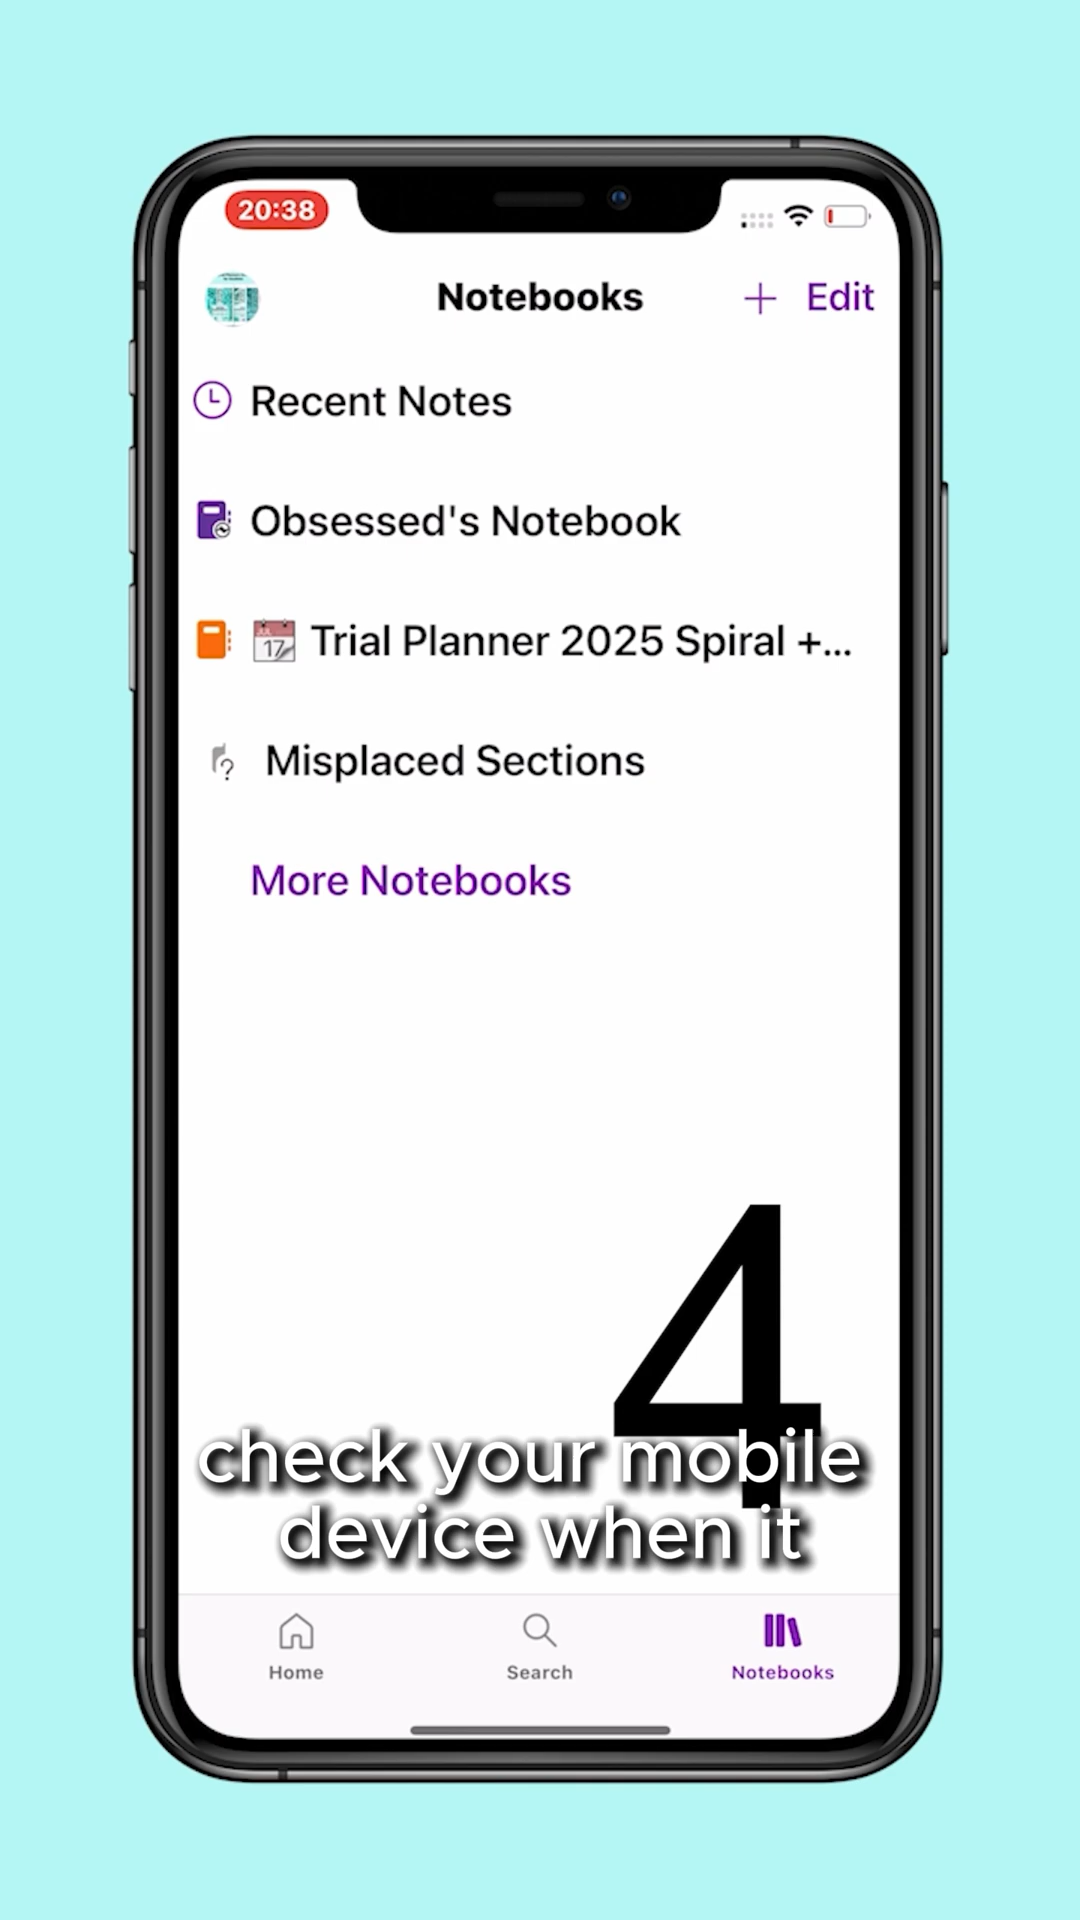 20:38
Notebooks
+ Edit
Recent Notes
Obsessed's Notebook
JUL
17
Trial Planner 2025 Spiral +...
?
Misplaced Sections
More Notebooks
4
check your mobile
device when it
Home
Search
Notebooks